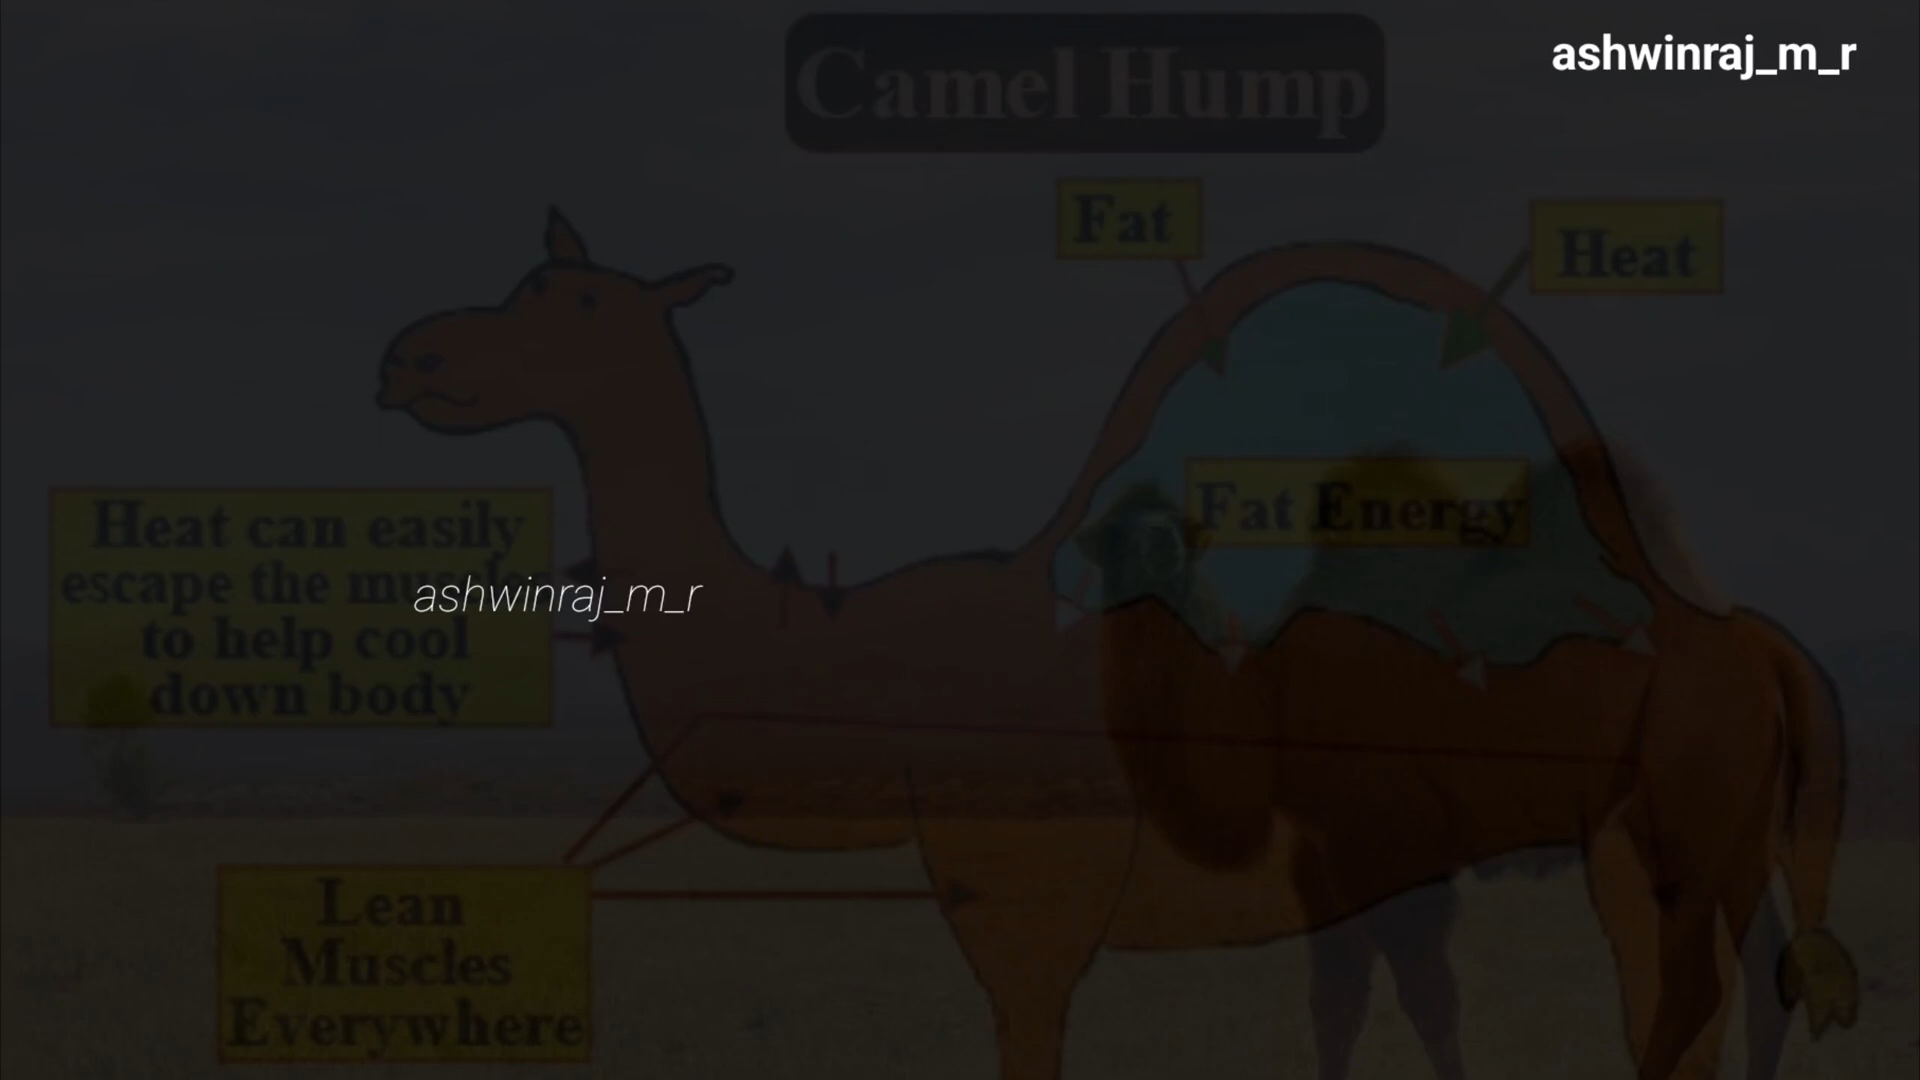 ashwinraj_m_r
Camel Hump
Fat
Heat
Fat Energy
Heat can easily
escape the muscles
to help cool
down body
ashwinraj_m_r
Lean
Muscles
Everywhere